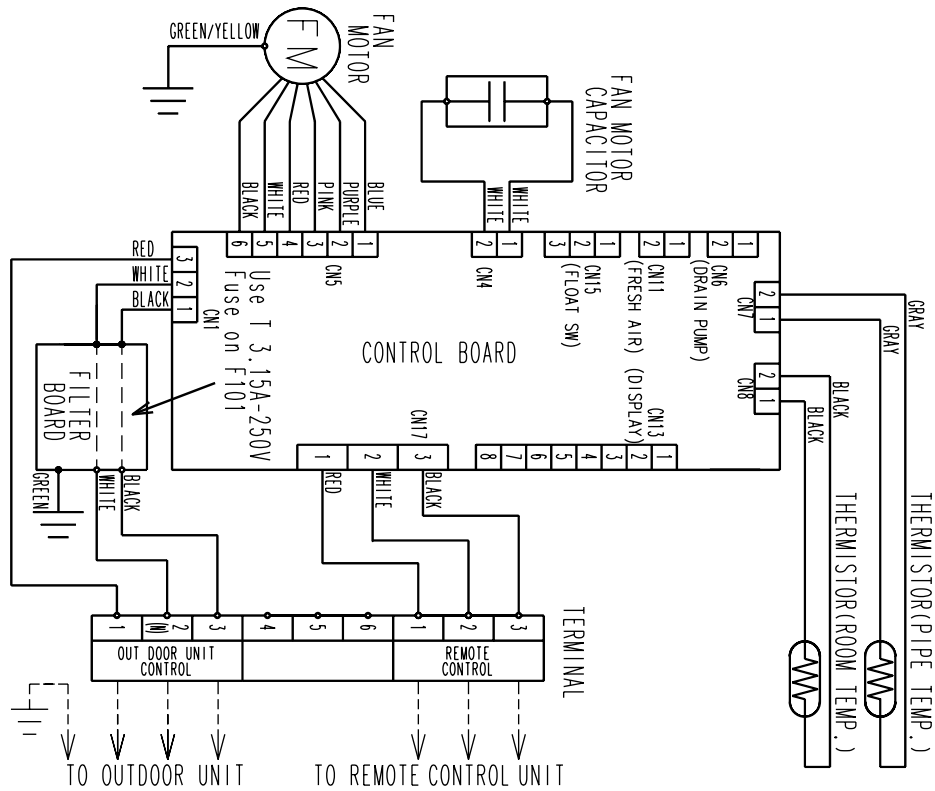 GREEN/YELLOW
FM
FAN
MOTOR
FAN MOTOR
CAPACITOR
BLACK
WHITE
RED
PINK
PURPLE
BLUE
WHITE
WHITE
6 5 4 3 2 1
CN5
2 1
CN4
3 2 1
CN15
(FLOAT SW)
2 1
CN11
(FRESH AIR)
2 1
CN6
(DRAIN PUMP)
RED
WHITE
BLACK
3
2
1
CN1
Use T 3.15A-250V
Fuse on F101
CONTROL BOARD
2
1
CN7
GRAY
GRAY
2
1
CN8
BLACK
BLACK
FILTER
BOARD
GREEN
WHITE
BLACK
1 2 3
CN17
RED
WHITE
BLACK
8 7 6 5 4 3 2 1
CN13
(DISPLAY)
THERMISTOR(ROOM TEMP.)
THERMISTOR(PIPE TEMP.)
TERMINAL
1 2(N) 3 4 5 6 1 2 3
OUT DOOR UNIT
CONTROL
REMOTE
CONTROL
TO OUTDOOR UNIT
TO REMOTE CONTROL UNIT